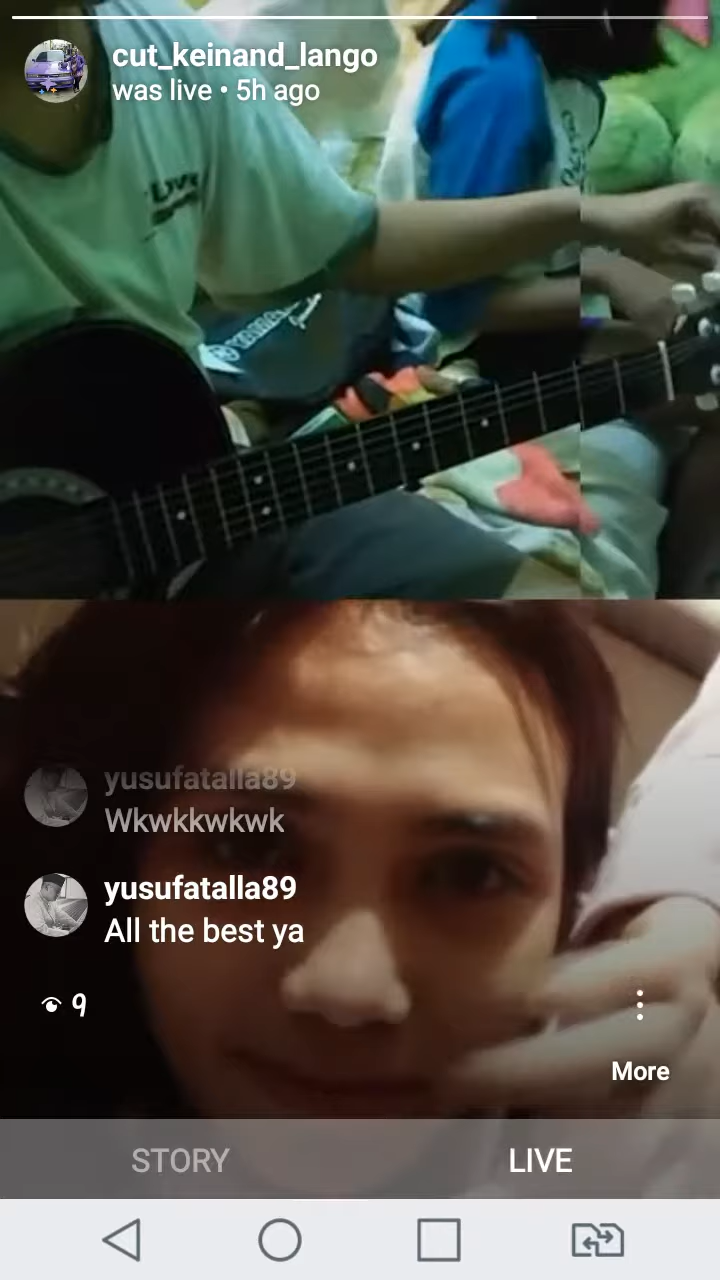 cut_keinand_lango
was live • 5h ago
yusufatalla89
Wkwkkwkwk
yusufatalla89
All the best ya
9
More
STORY
LIVE